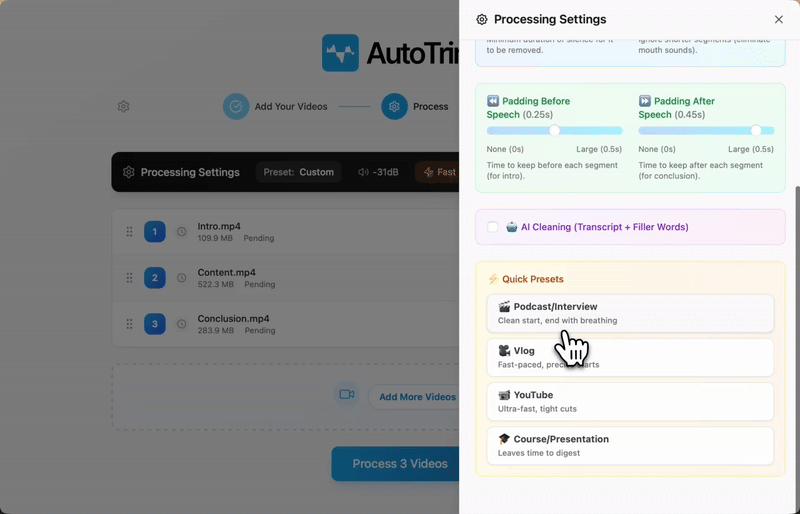 AutoTri
Add Your Videos
Process
Processing Settings
Preset: Custom
-31dB
Fast
1
Intro.mp4
109.9 MB Pending
2
Content.mp4
522.3 MB Pending
3
Conclusion.mp4
283.9 MB Pending
Add More Videos
Process 3 Videos
Processing Settings
Minimum duration of silence for it
to be removed.
Ignore shorter segments (eliminate
mouth sounds).
Padding Before
Speech (0.25s)
None (0s) Large (0.5s)
Time to keep before each segment
(for intro).
Padding After
Speech (0.45s)
None (0s) Large (0.5s)
Time to keep after each segment
(for conclusion).
AI Cleaning (Transcript + Filler Words)
Quick Presets
Podcast/Interview
Clean start, end with breathing
Vlog
Fast-paced,
YouTube
Ultra-fast, tight cuts
Course/Presentation
Leaves time to digest